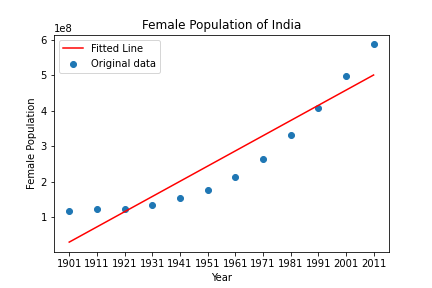 Female Population of India
1e8
Fitted Line
Original data
6
5
4
3
2
1
Female Population
1901 1911 1921 1931 1941 1951 1961 1971 1981 1991 2001 2011
Year